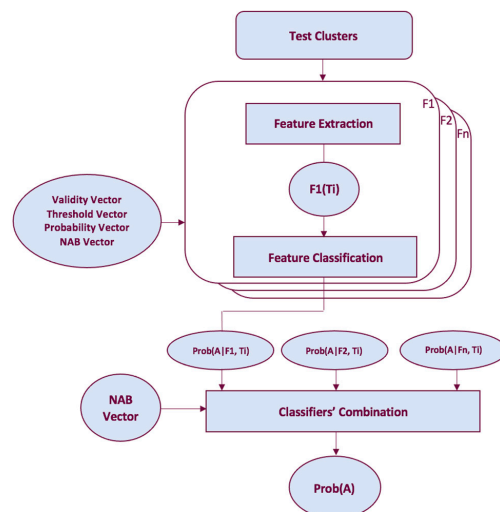 Test Clusters
F1
F2
Fn
Feature Extraction
F1(Ti)
Validity Vector
Threshold Vector
Probability Vector
NAB Vector
Feature Classification
Prob(A|F1, Ti)
Prob(A|F2, Ti)
Prob(A|Fn, Ti)
NAB
Vector
Classifiers' Combination
Prob(A)